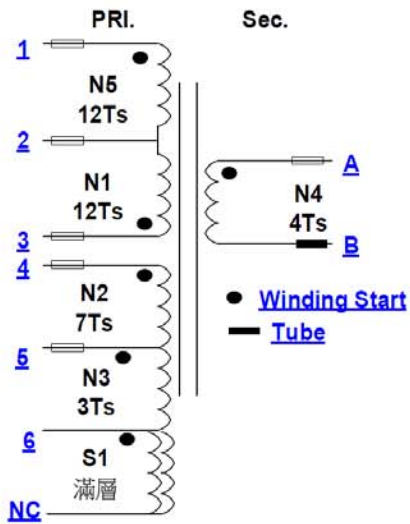 PRI.
Sec.
1
N5
12Ts
2
N1
12Ts
3
4
N2
7Ts
5
N3
3Ts
6
S1
滿層
NC
A
N4
4Ts
B
Winding Start
Tube